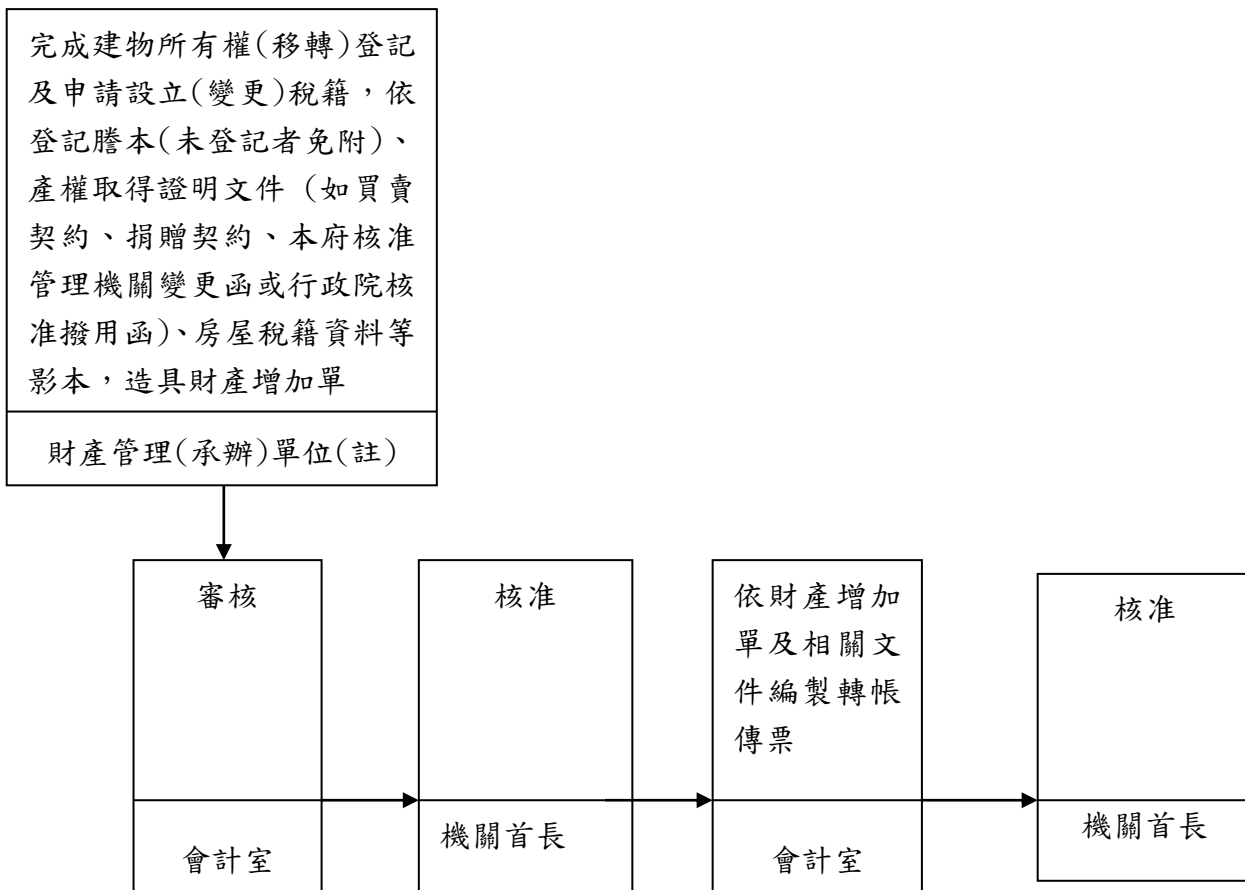 完成建物所有權(移轉)登記
及申請設立(變更)稅籍，依
登記謄本(未登記者免附)、
產權取得證明文件 (如買賣
契約、捐贈契約、本府核准
管理機關變更函或行政院核
准撥用函)、房屋稅籍資料等
影本，造具財產增加單
財產管理(承辦)單位(註)
審核
會計室
核准
機關首長
依財產增加
單及相關文
件編製轉帳
傳票
會計室
核准
機關首長